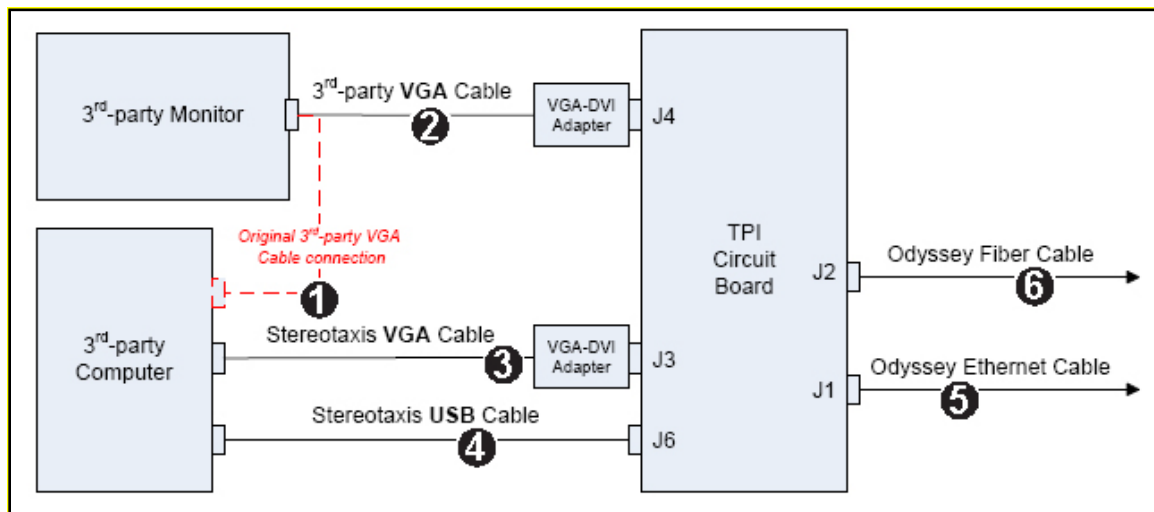 3rd-party Monitor
3rd-party VGA Cable
2
VGA-DVI
Adapter
J4
Original 3rd-party VGA
Cable connection
1
TPI
Circuit
Board
J2
Odyssey Fiber Cable
6
3rd-party
Computer
Stereotaxis VGA Cable
3
VGA-DVI
Adapter
J3
J1
Odyssey Ethernet Cable
5
Stereotaxis USB Cable
4
J6